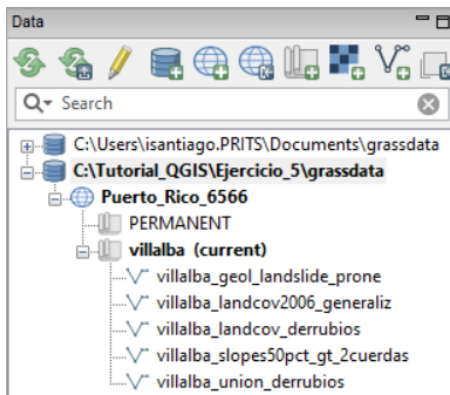 Data
Search
C:\Users\isantiago.PRITS\Documents\grassdata
C:\Tutorial_QGIS\Ejercicio_5\grassdata
Puerto_Rico_6566
PERMANENT
villalba (current)
villalba_geol_landslide_prone
villalba_landcov2006_generaliz
villalba_landcov_derrubios
villalba_slopes50pct_gt_2cuerdas
villalba_union_derrubios